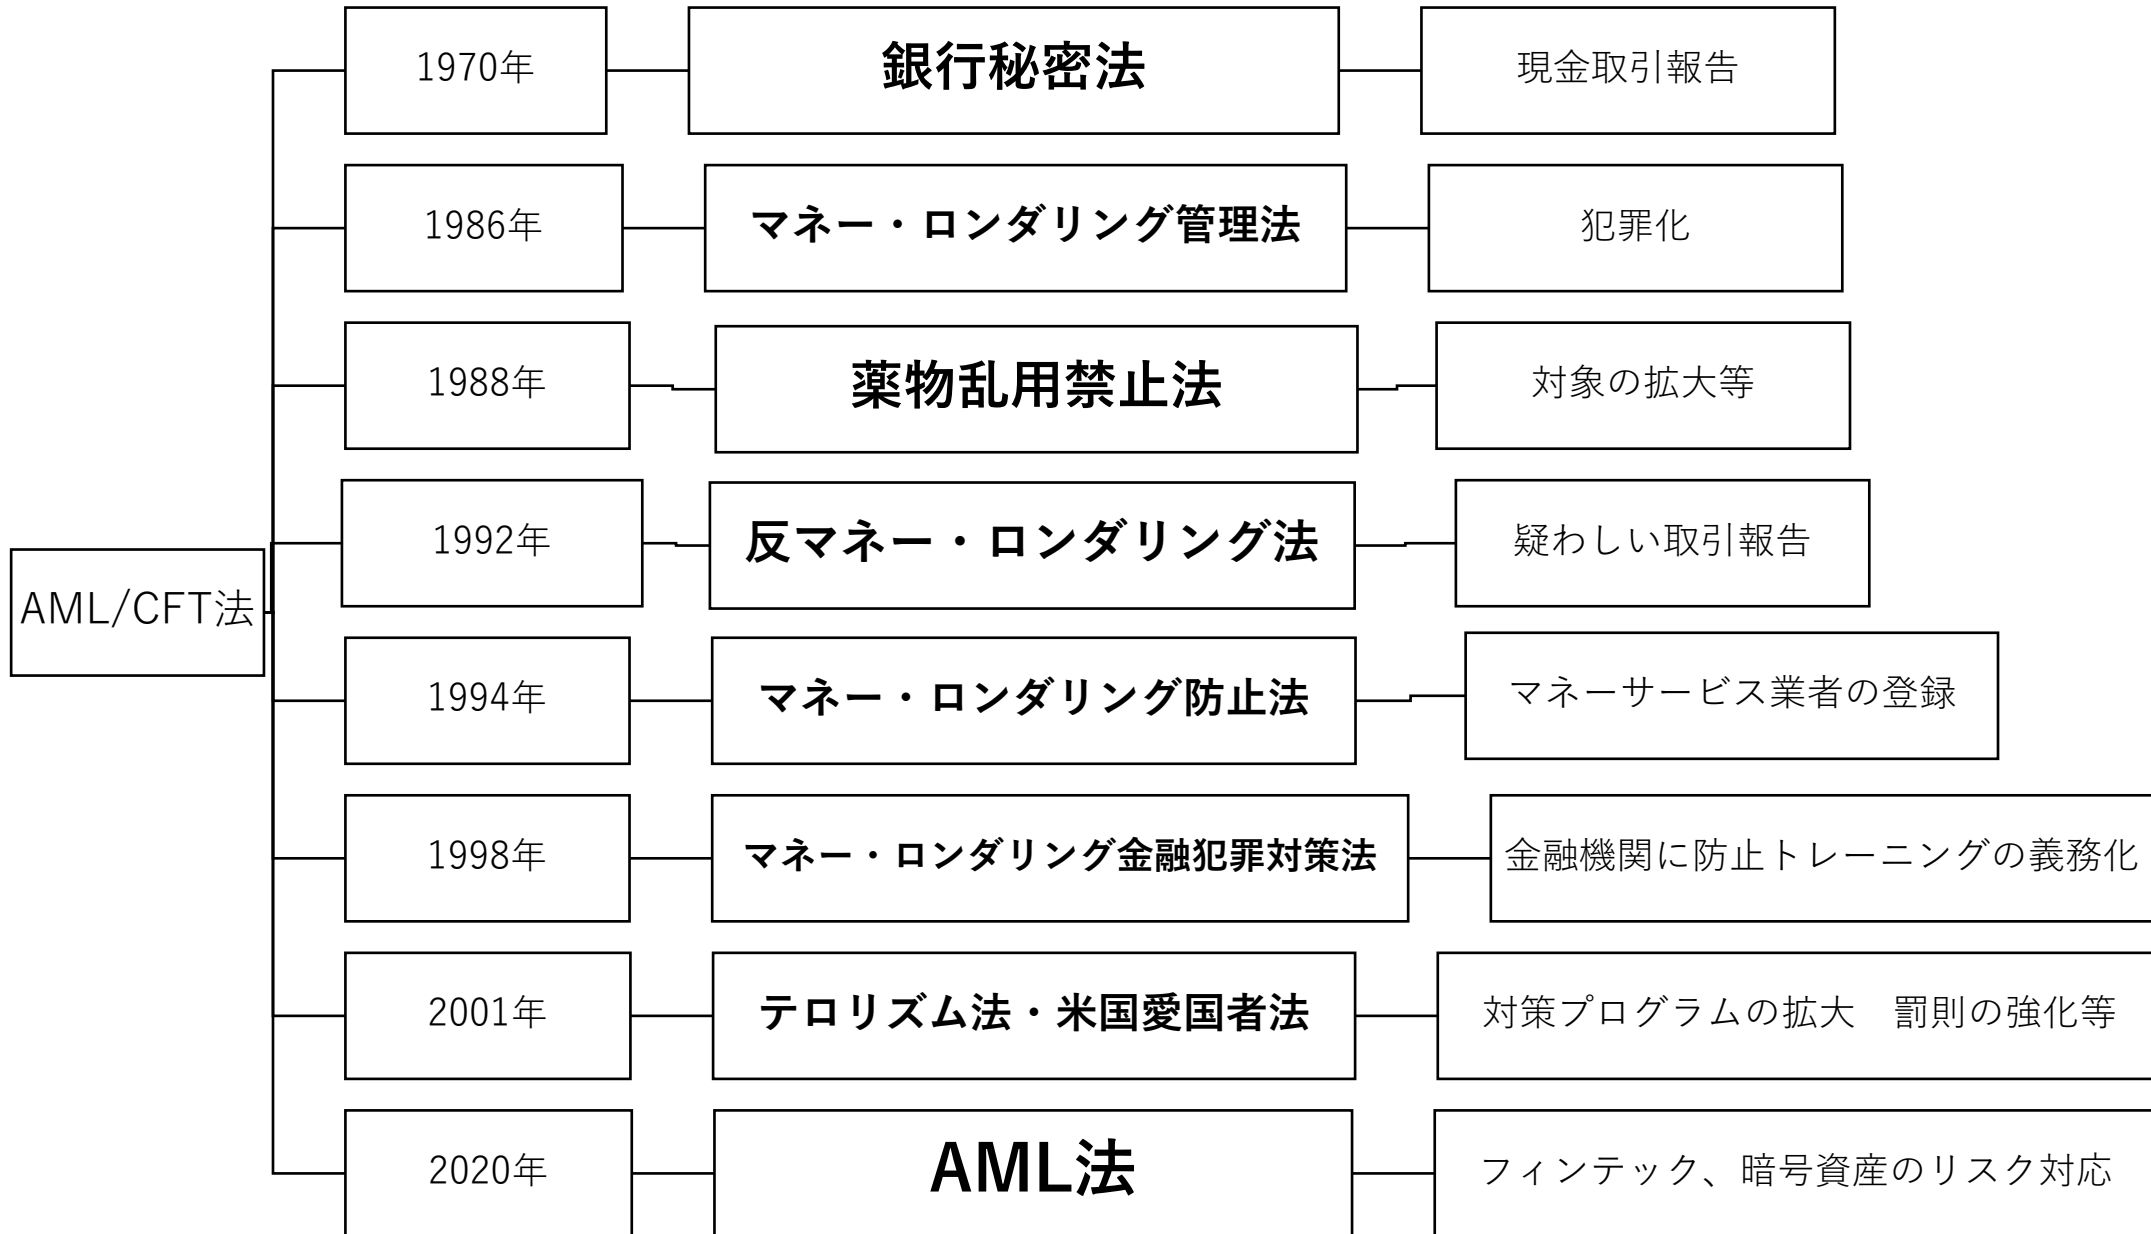 1970年
銀行秘密法
現金取引報告
1986年
マネー・ロンダリング管理法
犯罪化
1988年
薬物乱用禁止法
対象の拡大等
1992年
反マネー・ロンダリング法
疑わしい取引報告
AML/CFT法
1994年
マネー・ロンダリング防止法
マネーサービス業者の登録
1998年
マネー・ロンダリング金融犯罪対策法
金融機関に防止トレーニングの義務化
2001年
テロリズム法・米国愛国者法
対策プログラムの拡大　罰則の強化等
2020年
AML法
フィンテック、暗号資産のリスク対応